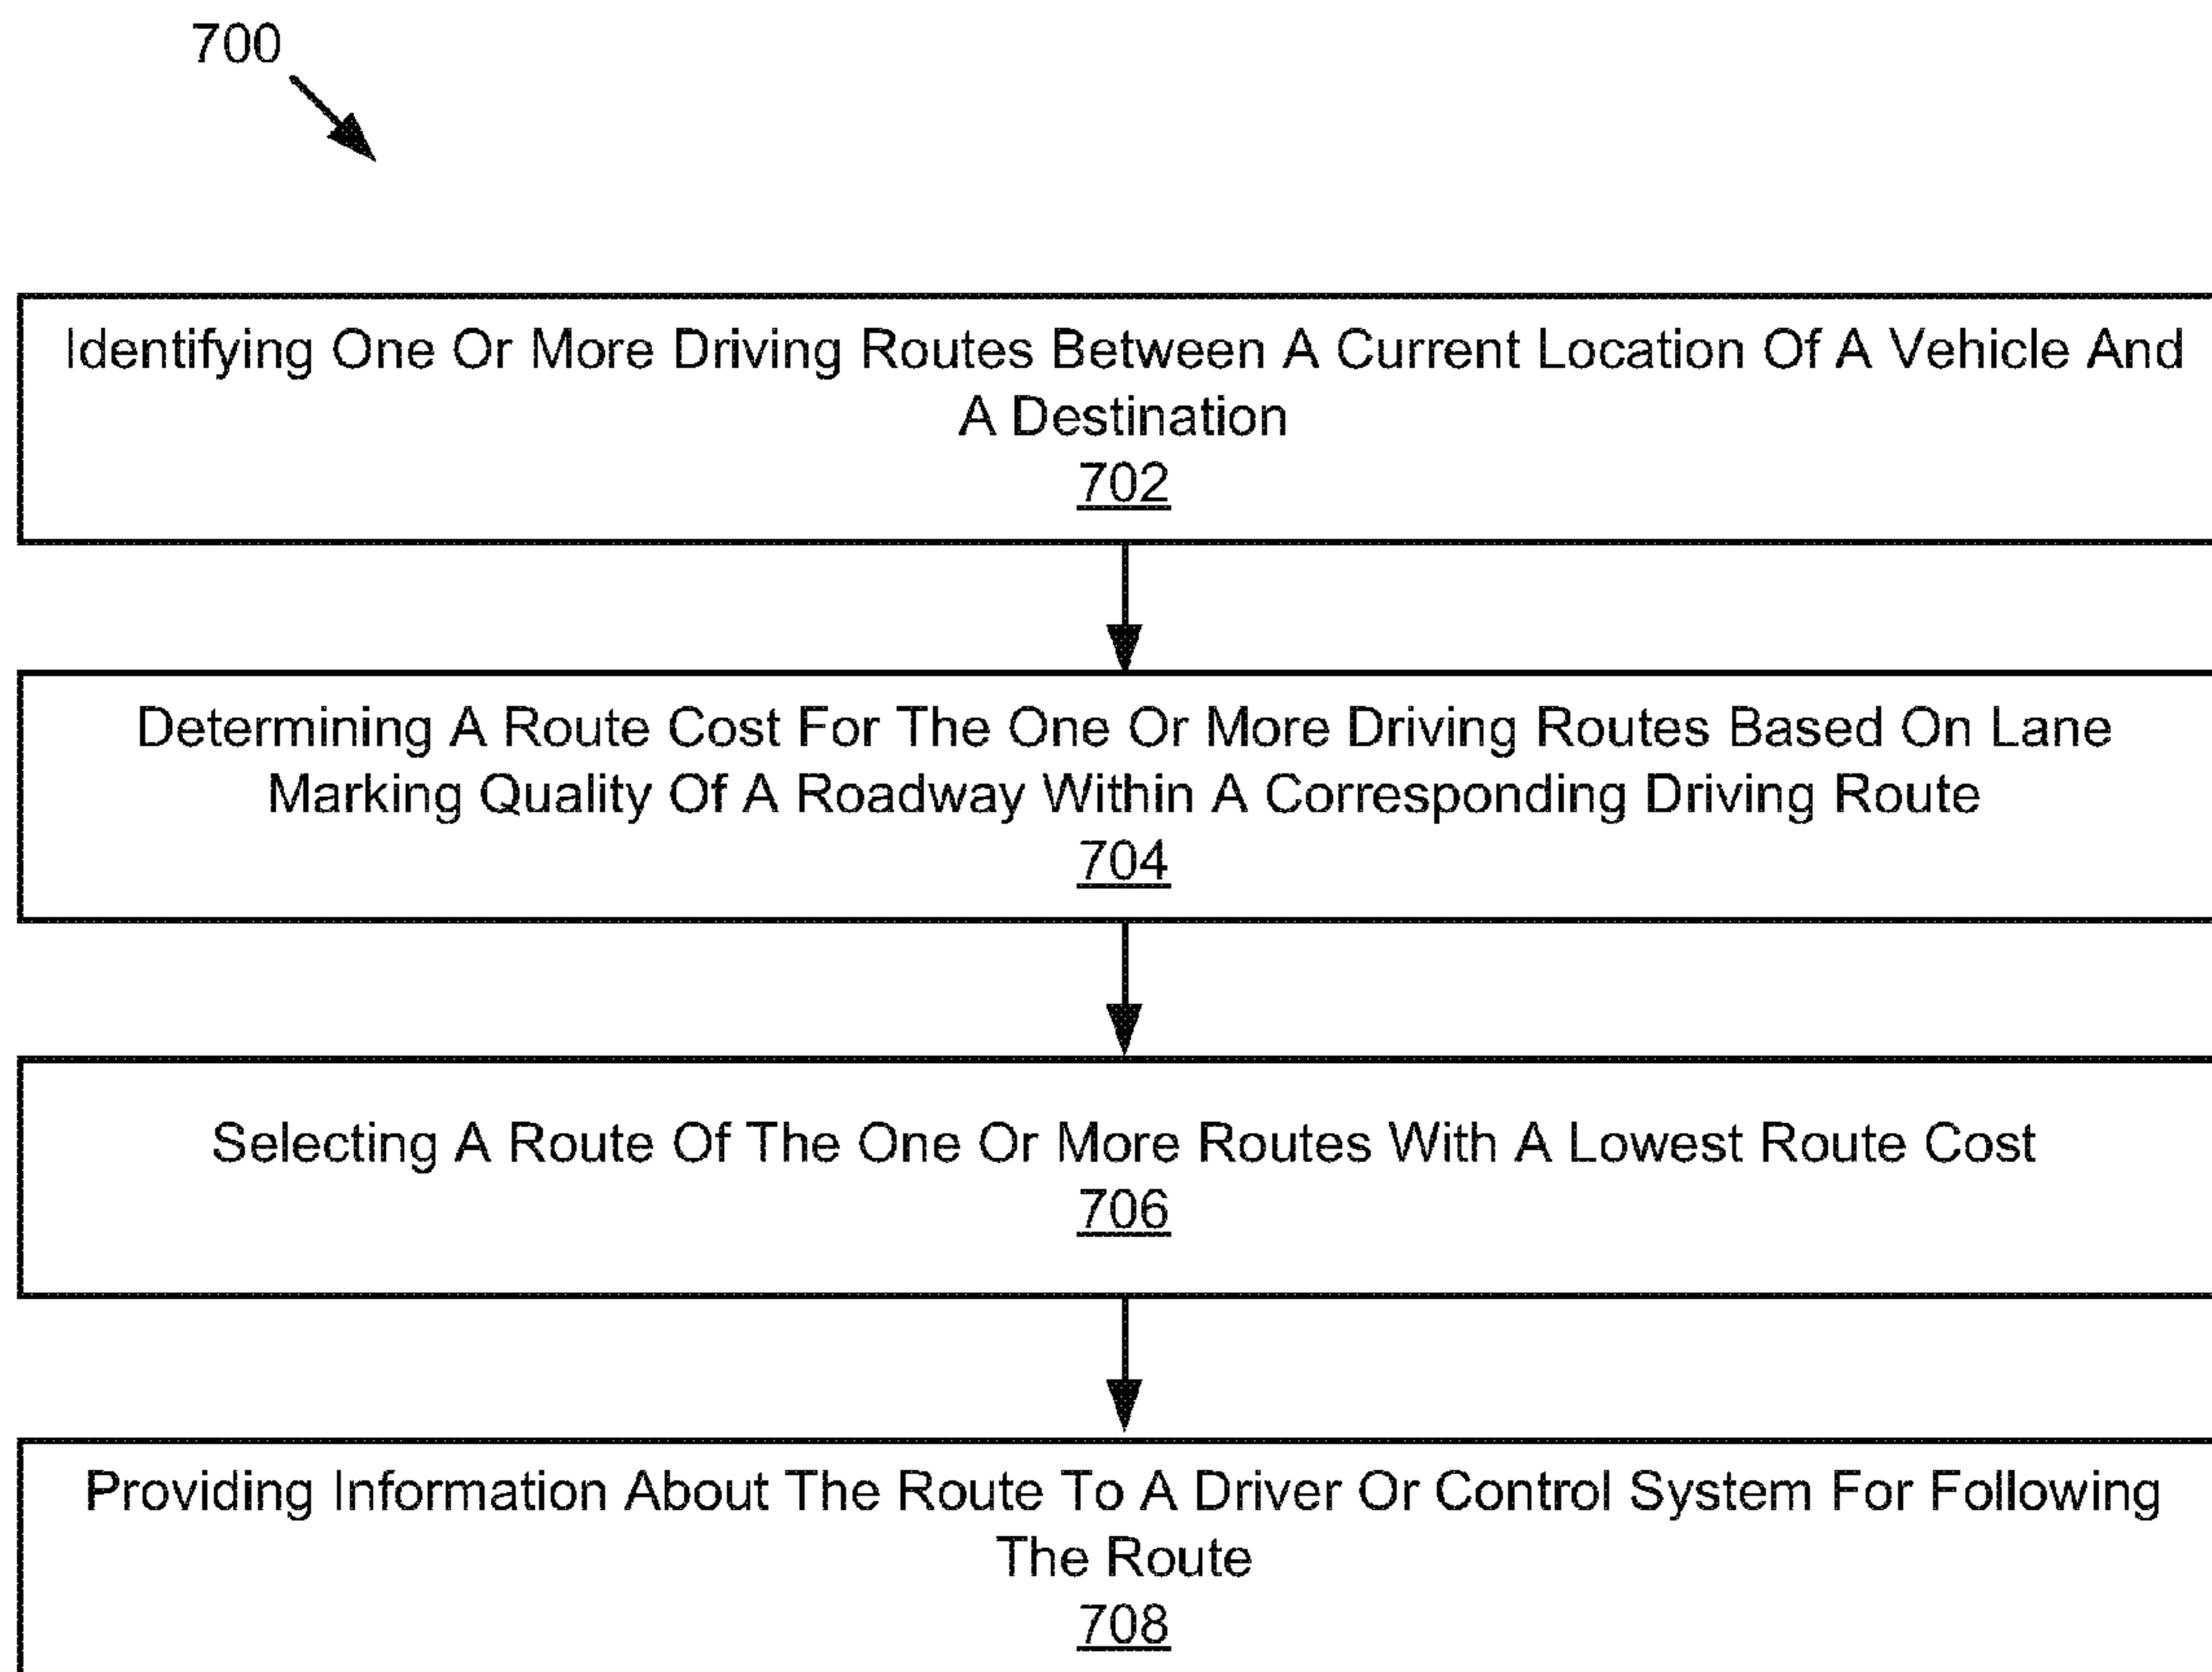 700
Identifying One Or More Driving Routes Between A Current Location Of A Vehicle And
A Destination
702
Determining A Route Cost For The One Or More Driving Routes Based On Lane
Marking Quality Of A Roadway Within A Corresponding Driving Route
704
Selecting A Route Of The One Or More Routes With A Lowest Route Cost
706
Providing Information About The Route To A Driver Or Control System For Following
The Route
708